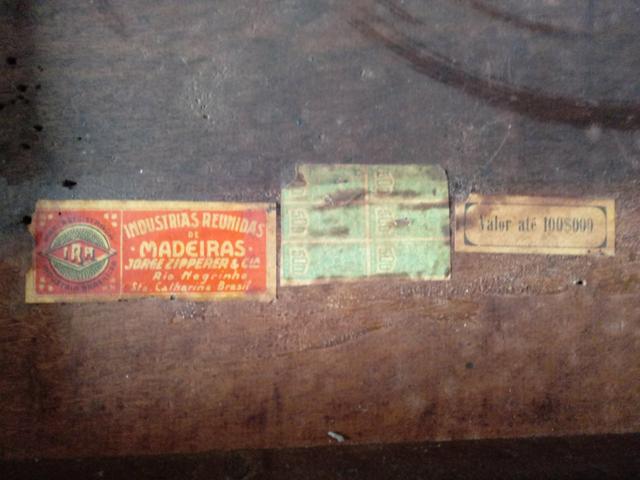 INDUSTRIAS REUNIDAS
DE
MADEIRAS
JORGE ZIPPERER & Cia
Rio Negrinho
Sta. Catharina Brasil
IRM
Valor até 100$000